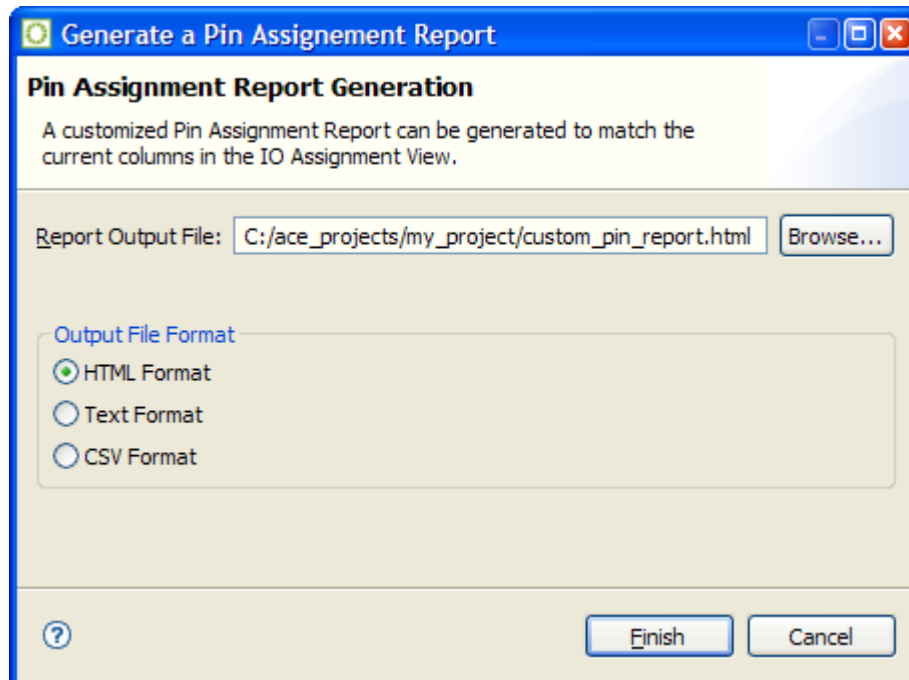 Generate a Pin Assignement Report
Pin Assignment Report Generation
A customized Pin Assignment Report can be generated to match the
current columns in the IO Assignment View.
Report Output File: C:/ace_projects/my_project/custom_pin_report.html Browse...
Output File Format
HTML Format
Text Format
CSV Format
? Finish Cancel